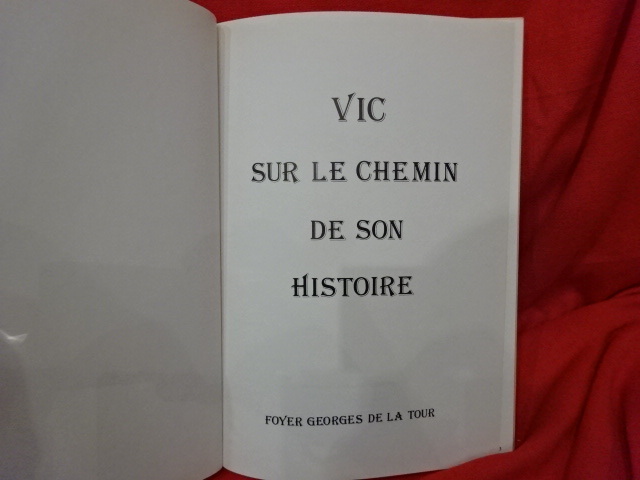 VIC
SUR LE CHEMIN
DE SON
HISTOIRE
FOYER GEORGES DE LA TOUR